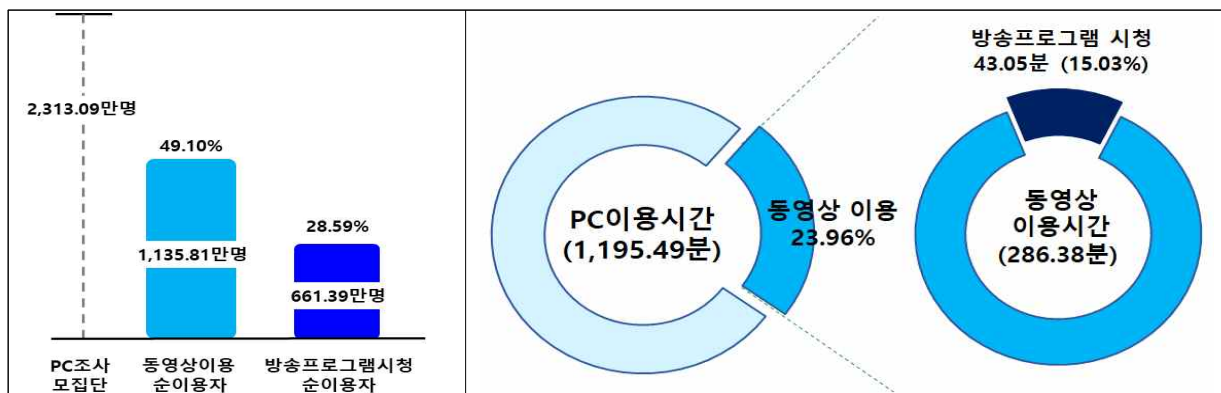 2,313.09만명
49.10%
1,135.81만명
28.59%
661.39만명
PC조사
모집단
동영상이용
순이용자
방송프로그램시청
순이용자
PC이용시간
(1,195.49분)
동영상 이용
23.96%
방송프로그램 시청
43.05분 (15.03%)
동영상
이용시간
(286.38분)